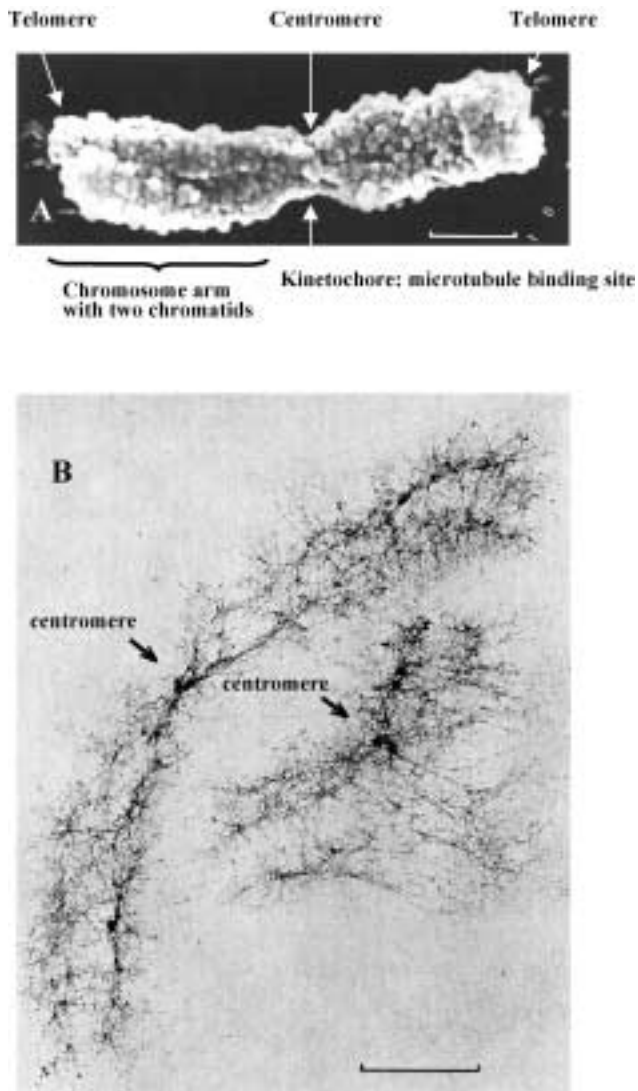 Telomere Centromere Telomere
A
Kinetochore: microtubule binding site
Chromosome arm
with two chromatids
B
centromere
centromere